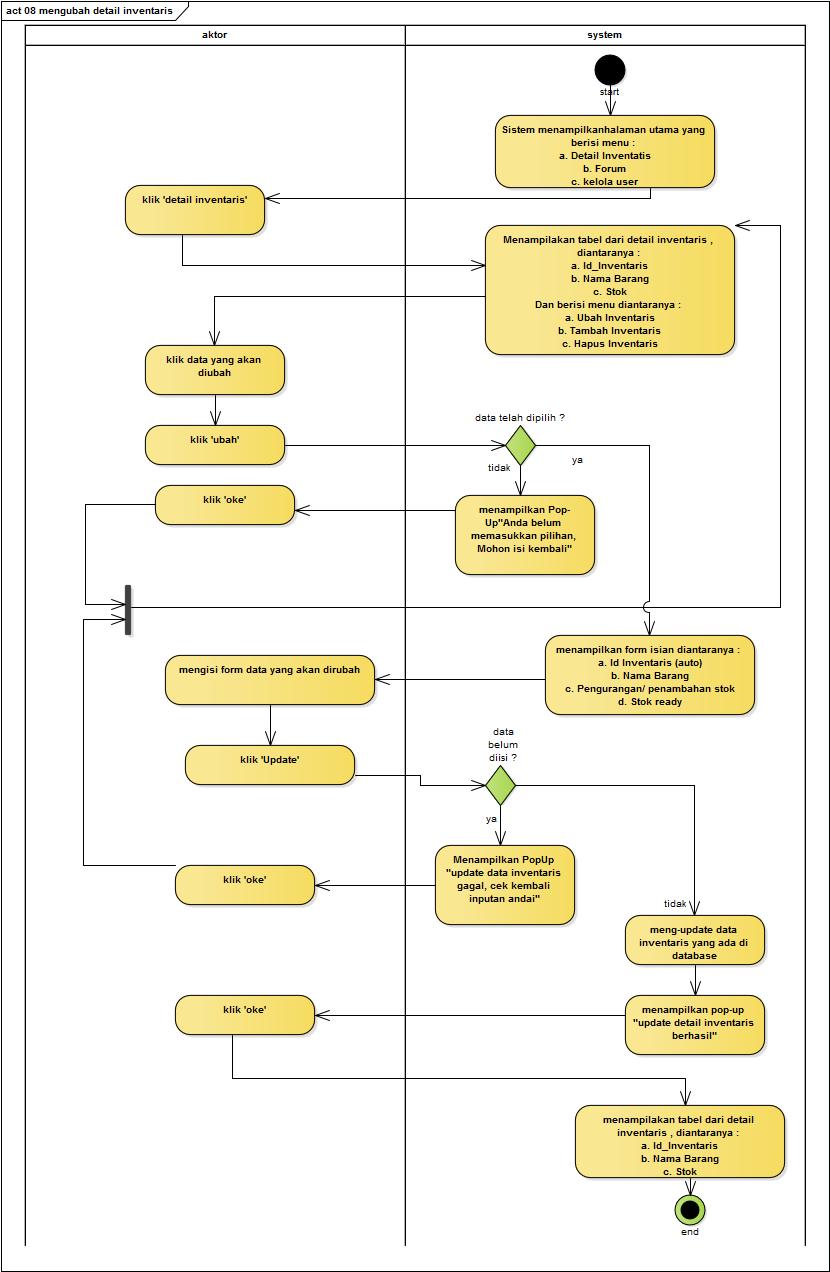 act 08 mengubah detail inventaris
aktor
system
start
Sistem menampilkanhalaman utama yang
berisi menu :
a. Detail Inventatis
b. Forum
c. kelola user
klik 'detail inventaris'
Menampilakan tabel dari detail inventaris ,
diantaranya :
a. Id_Inventaris
b. Nama Barang
c. Stok
Dan berisi menu diantaranya :
a. Ubah Inventaris
b. Tambah Inventaris
c. Hapus Inventaris
klik data yang akan
diubah
klik 'ubah'
data telah dipilih ?
tidak
ya
klik 'oke'
menampilkan Pop-
Up"Anda belum
memasukkan pilihan,
Mohon isi kembali"
menampilkan form isian diantaranya :
a. Id Inventaris (auto)
b. Nama Barang
c. Pengurangan/ penambahan stok
d. Stok ready
mengisi form data yang akan dirubah
klik 'Update'
data
belum
diisi ?
ya
Menampilkan PopUp
"update data inventaris
gagal, cek kembali
inputan andai"
klik 'oke'
tidak
meng-update data
inventaris yang ada di
database
menampilkan pop-up
"update detail inventaris
berhasil"
klik 'oke'
menampilakan tabel dari detail
inventaris , diantaranya :
a. Id_Inventaris
b. Nama Barang
c. Stok
end